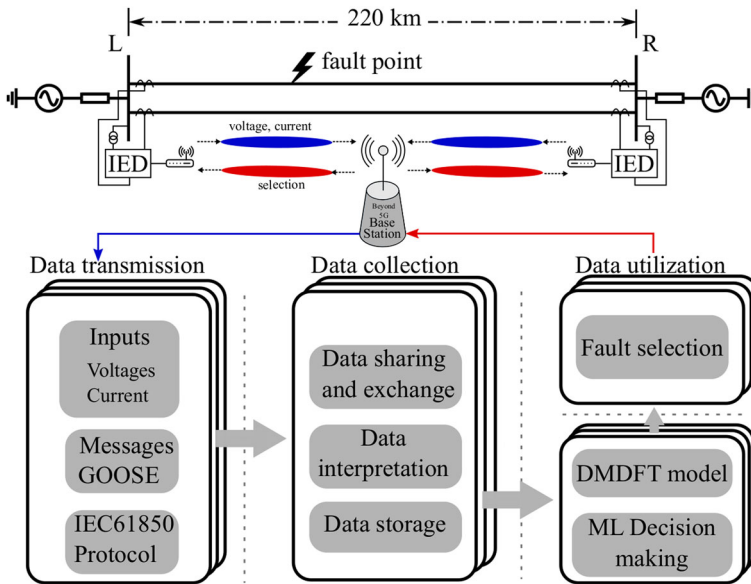 220 km
L
R
fault point
voltage, current
IED
IED
selection
Beyond
5G
Base
Station
Data transmission
Data collection
Data utilization
Inputs
Voltages
Current
Messages
GOOSE
IEC61850
Protocol
Data sharing
and exchange
Data
interpretation
Data storage
Fault selection
DMDFT model
ML Decision
making